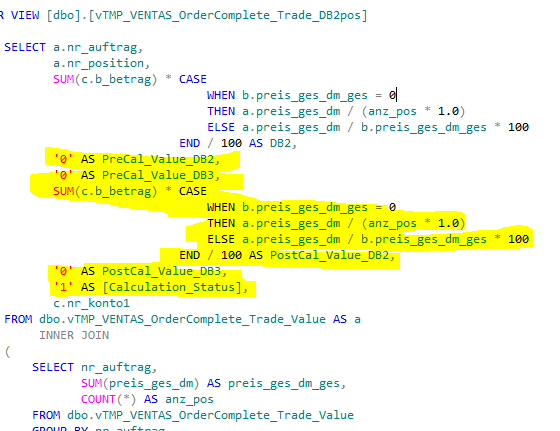 R VIEW [dbo].[vTMP_VENTAS_OrderComplete_Trade_DB2pos]
SELECT a.nr_auftrag,
a.nr_position,
SUM(c.b_betrag) * CASE
WHEN b.preis_ges_dm_ges = 0
THEN a.preis_ges_dm / (anz_pos * 1.0)
ELSE a.preis_ges_dm / b.preis_ges_dm_ges * 100
END / 100 AS DB2,
'0' AS PreCal_Value_DB2,
'0' AS PreCal_Value_DB3,
SUM(c.b_betrag) * CASE
WHEN b.preis_ges_dm_ges = 0
THEN a.preis_ges_dm / (anz_pos * 1.0)
ELSE a.preis_ges_dm / b.preis_ges_dm_ges * 100
END / 100 AS PostCal_Value_DB2,
'0' AS PostCal_Value_DB3,
'1' AS [Calculation_Status],
c.nr_konto1
FROM dbo.vTMP_VENTAS_OrderComplete_Trade_Value AS a
INNER JOIN
(
SELECT nr_auftrag,
SUM(preis_ges_dm) AS preis_ges_dm_ges,
COUNT(*) AS anz_pos
FROM dbo.vTMP_VENTAS_OrderComplete_Trade_Value
GROUP BY nr_auftrag